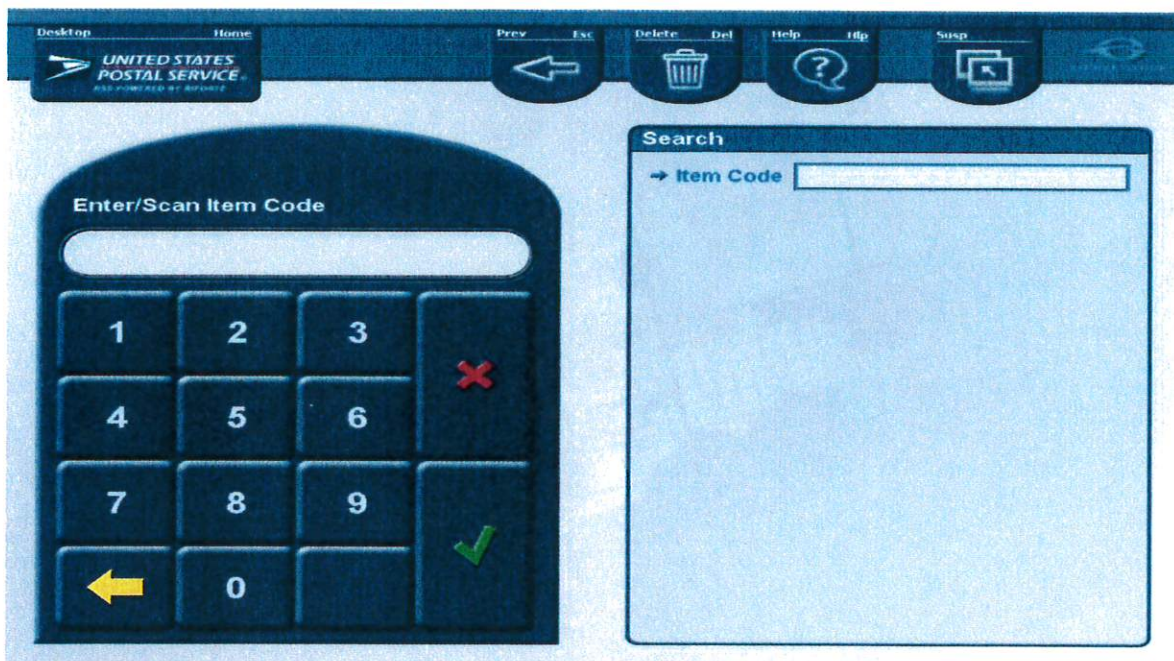 Desktop Home
UNITED STATES
POSTAL SERVICE
Prev Esc
Delete Del
Help Hlp
Susp
Enter/Scan Item Code
1 2 3
4 5 6
7 8 9
0
Search
Item Code